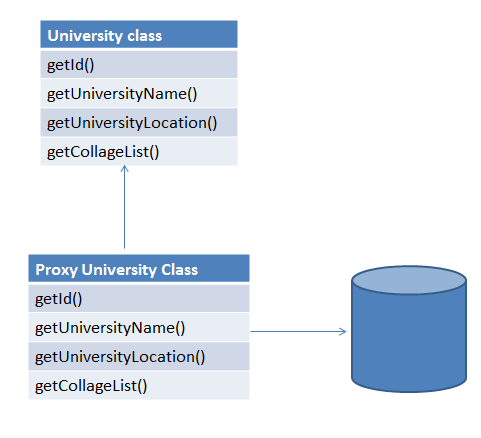 University class
getId()
getUniversityName()
getUniversityLocation()
getCollageList()
Proxy University Class
getId()
getUniversityName()
getUniversityLocation()
getCollageList()